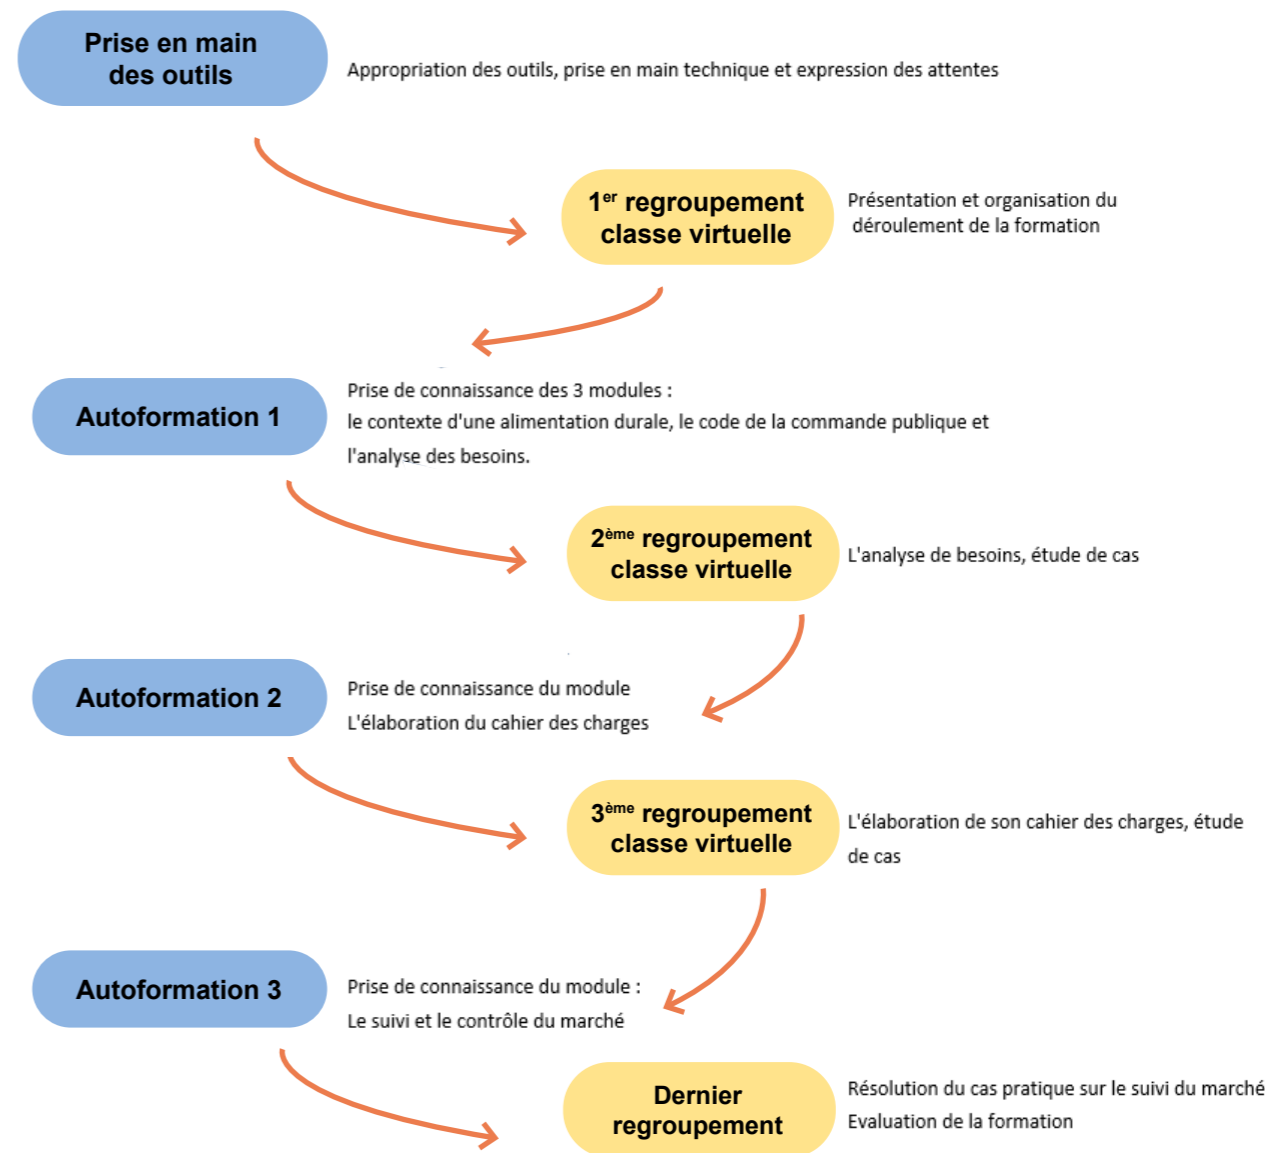 Prise en main
des outils
Appropriation des outils, prise en main technique et expression des attentes
1er regroupement
classe virtuelle
Présentation et organisation du
déroulement de la formation
Autoformation 1
Prise de connaissance des 3 modules :
le contexte d'une alimentation durale, le code de la commande publique et
l'analyse des besoins.
2ème regroupement
classe virtuelle
L'analyse de besoins, étude de cas
Autoformation 2
Prise de connaissance du module
L'élaboration du cahier des charges
3ème regroupement
classe virtuelle
L'élaboration de son cahier des charges, étude
de cas
Autoformation 3
Prise de connaissance du module :
Le suivi et le contrôle du marché
Dernier
regroupement
Résolution du cas pratique sur le suivi du marché
Evaluation de la formation